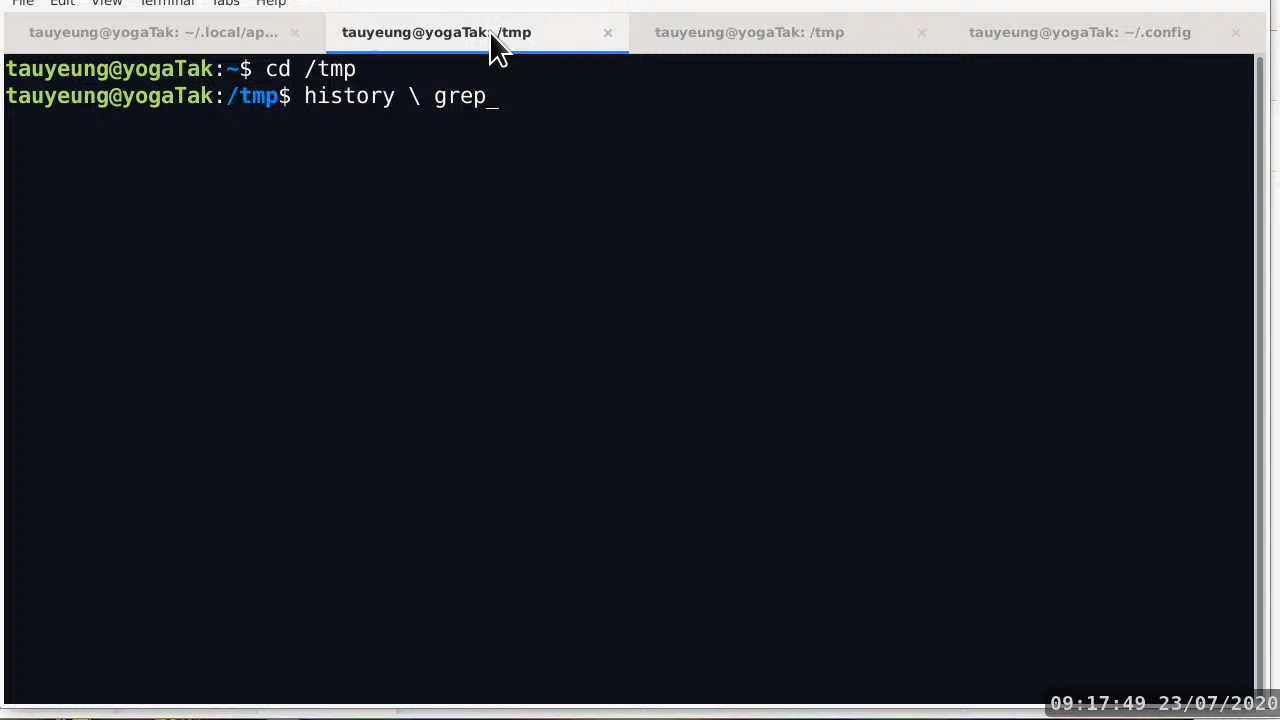 File Edit View Terminal Tabs Help
tauyeung@yogaTak: ~/.local/ap... × tauyeung@yogaTak: /tmp × tauyeung@yogaTak: /tmp × tauyeung@yogaTak: ~/.config ×
tauyeung@yogaTak:~$ cd /tmp
tauyeung@yogaTak:/tmp$ history \ grep_
09:17:49 23/07/2020